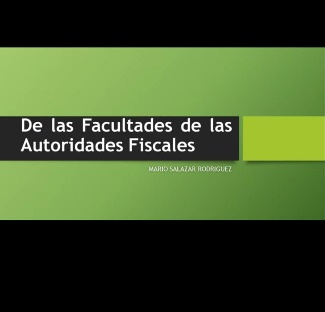 De las Facultades de las
Autoridades Fiscales
MARIO SALAZAR RODRIGUEZ